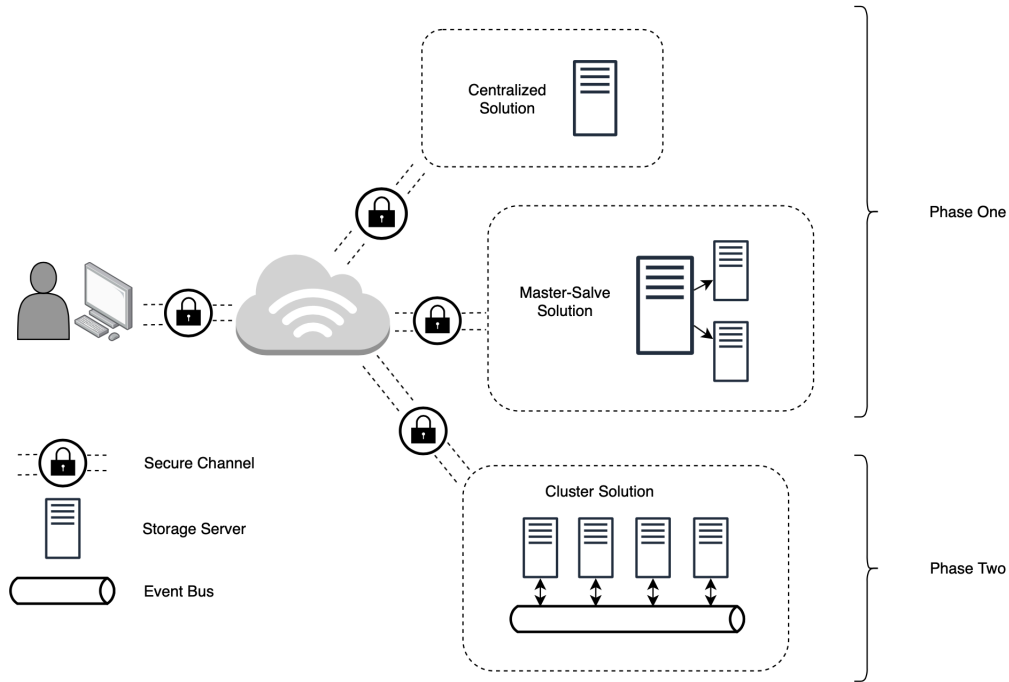 Centralized
Solution
Phase One
Master-Salve
Solution
Secure Channel
Cluster Solution
Storage Server
Phase Two
Event Bus